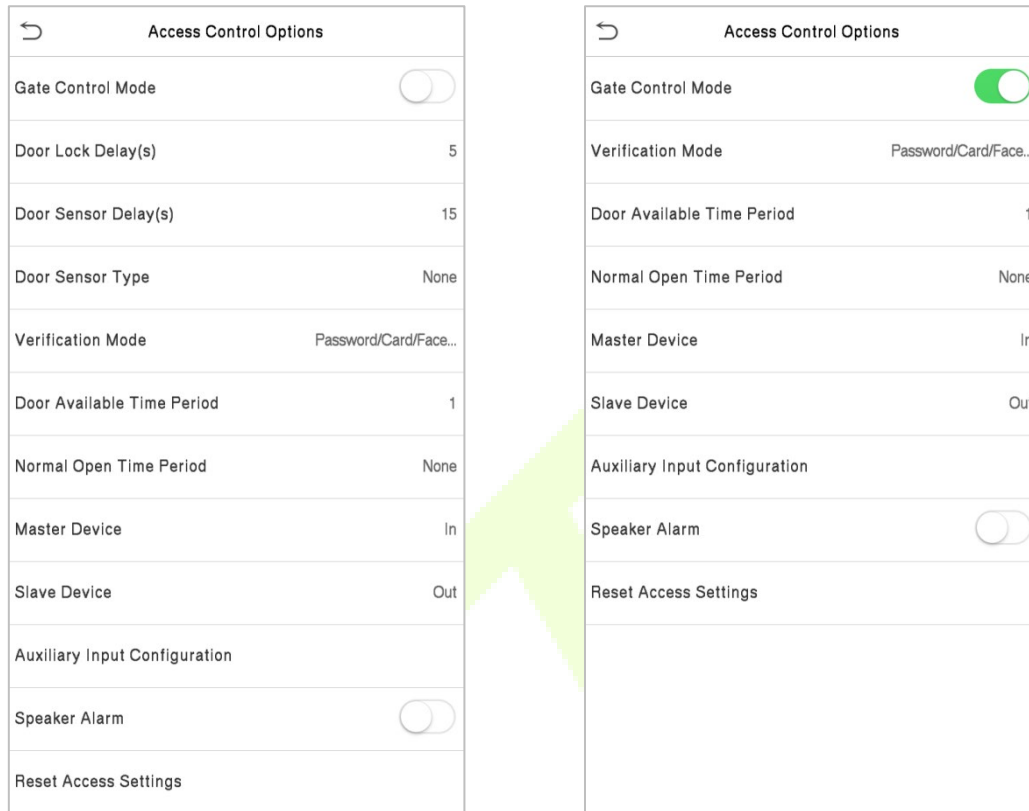 Access Control Options
Gate Control Mode
Door Lock Delay(s) 5
Door Sensor Delay(s) 15
Door Sensor Type None
Verification Mode Password/Card/Face...
Door Available Time Period 1
Normal Open Time Period None
Master Device In
Slave Device Out
Auxiliary Input Configuration
Speaker Alarm
Reset Access Settings
Access Control Options
Gate Control Mode
Verification Mode Password/Card/Face..
Door Available Time Period 1
Normal Open Time Period None
Master Device In
Slave Device Out
Auxiliary Input Configuration
Speaker Alarm
Reset Access Settings